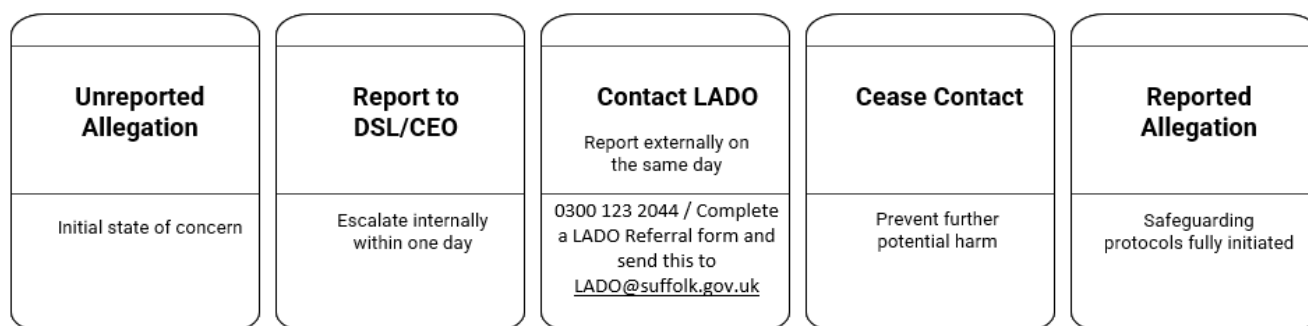 Unreported
Allegation
Initial state of concern
Report to
DSL/CEO
Escalate internally
within one day
Contact LADO
Report externally on
the same day
0300 123 2044 / Complete
a LADO Referral form and
send this to
LADO@suffolk.gov.uk
Cease Contact
Prevent further
potential harm
Reported
Allegation
Safeguarding
protocols fully initiated